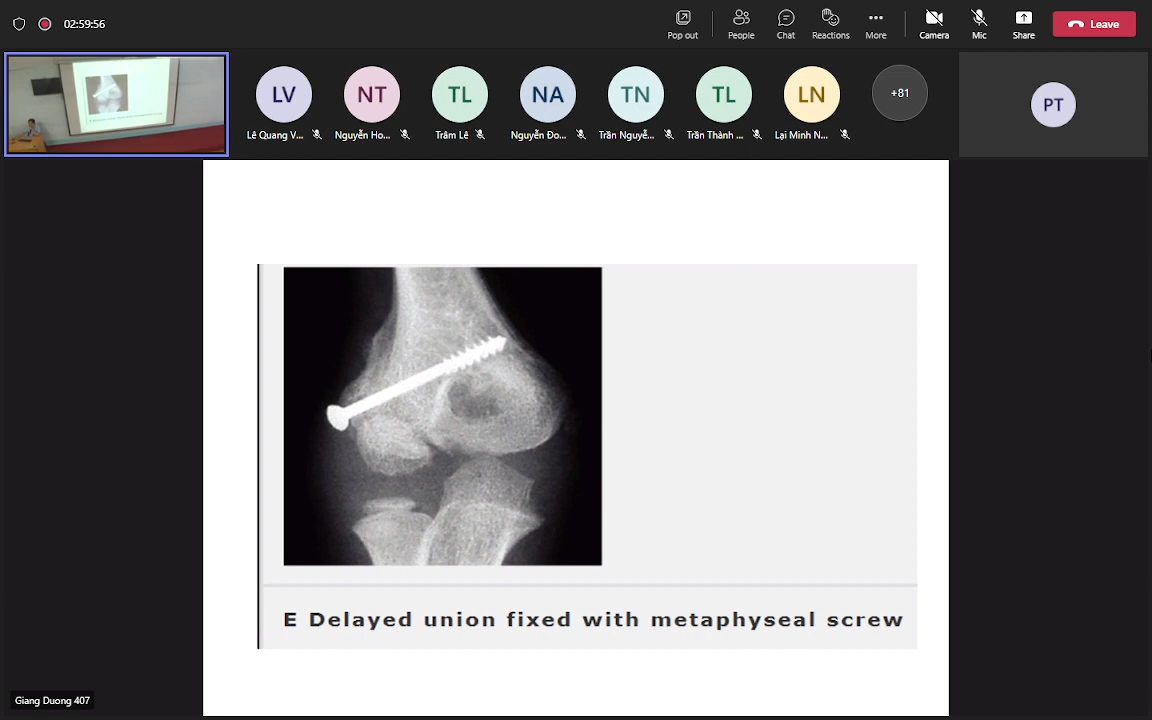 02:59:56
Pop out
People
Chat
Reactions
More
Camera
Mic
Share
Leave
LV
NT
TL
NA
TN
TL
LN
+81
PT
Lê Quang V...
Nguyễn Ho...
Trâm Lê
Nguyễn Đo...
Trần Nguyễ...
Trần Thành ...
Lại Minh N...
E Delayed union fixed with metaphyseal screw
Giang Duong 407